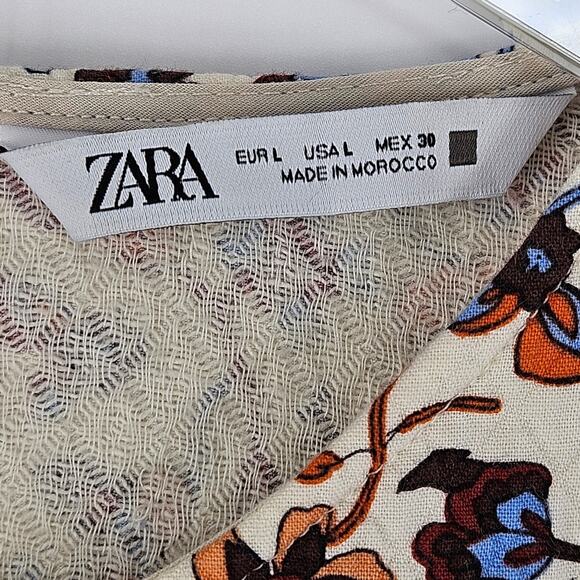 ZARA
EUR L USA L MEX 30
MADE IN MOROCCO